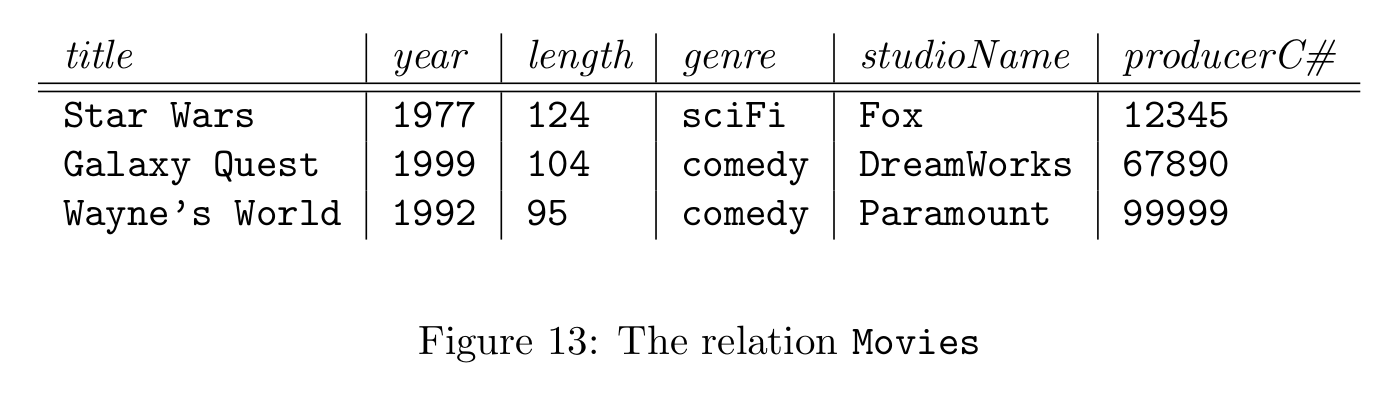 title year length genre studioName producerC#
Star Wars 1977 124 sciFi Fox 12345
Galaxy Quest 1999 104 comedy DreamWorks 67890
Wayne's World 1992 95 comedy Paramount 99999
Figure 13: The relation Movies